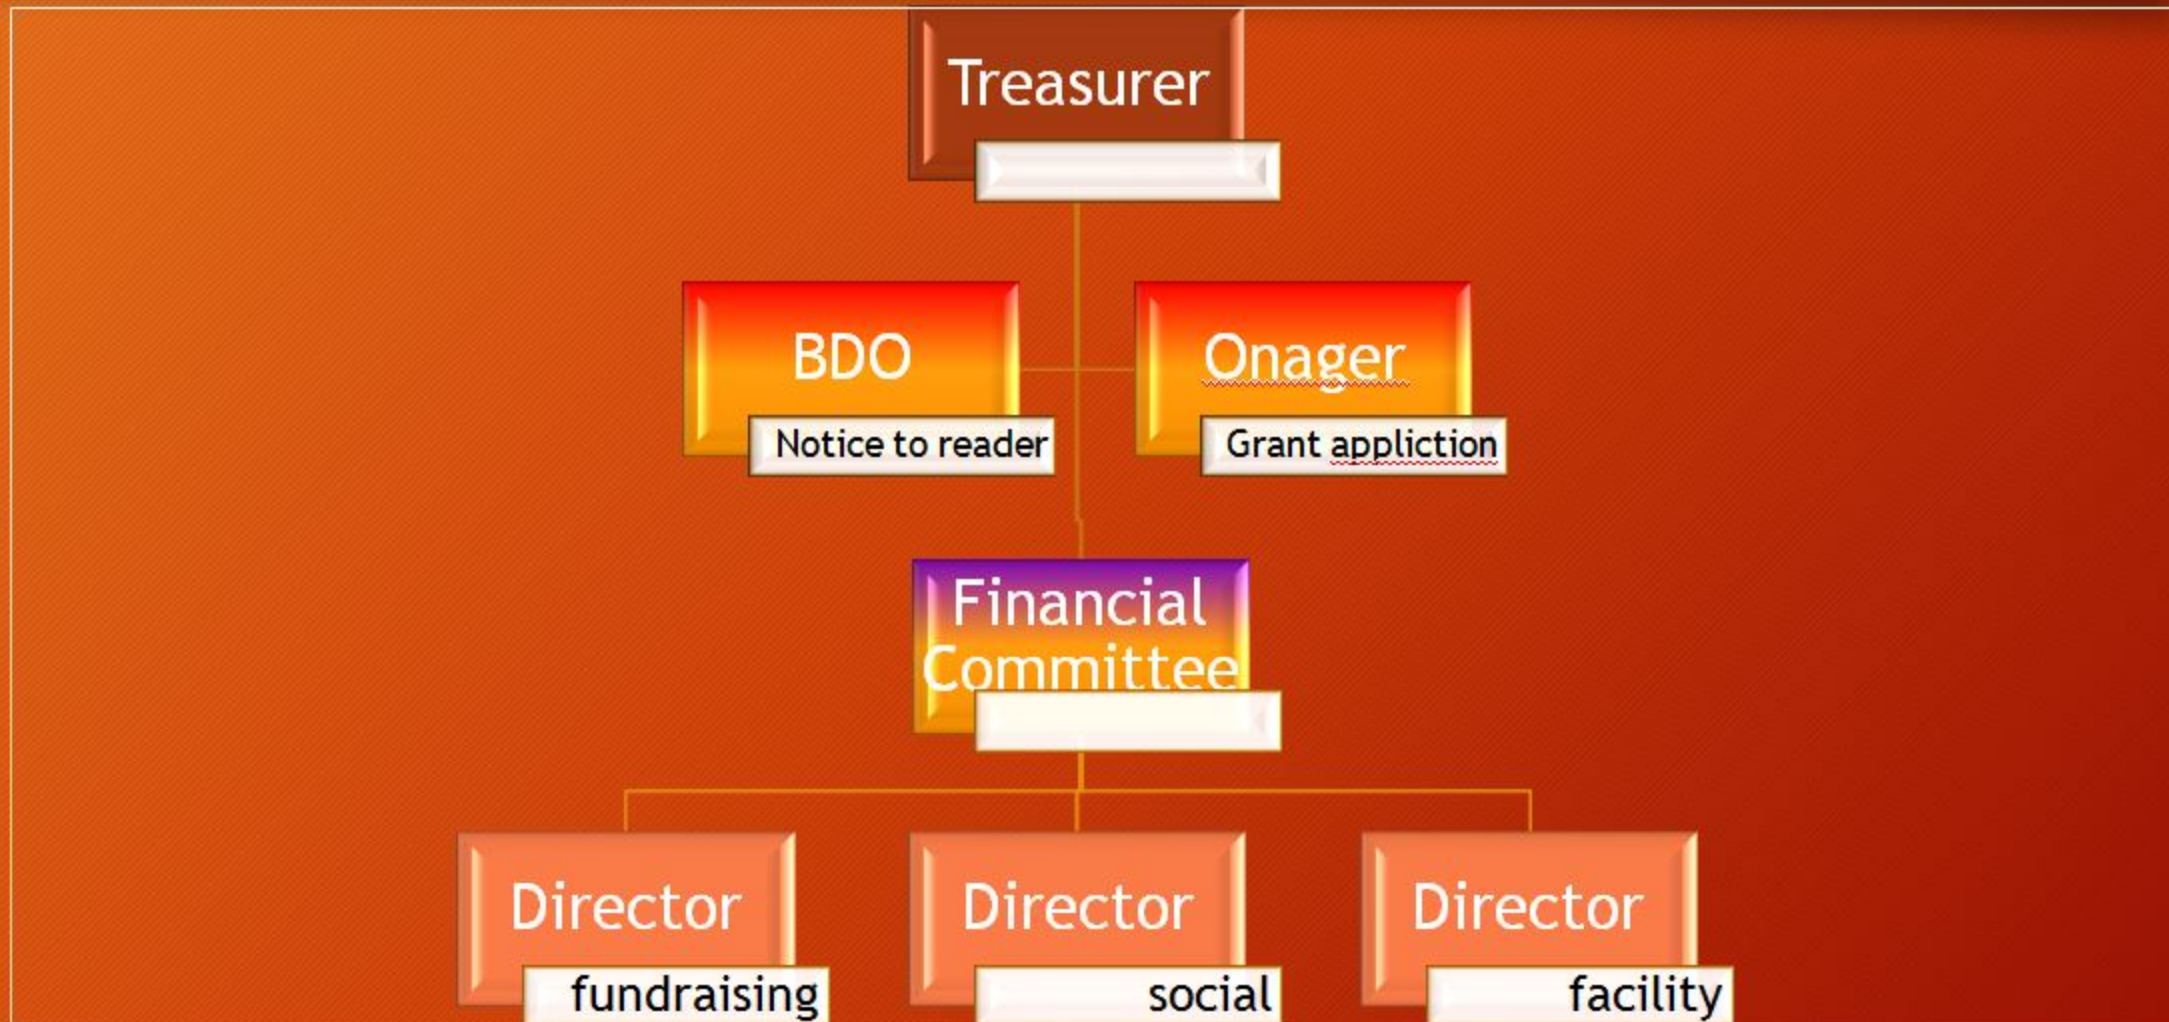 Treasurer
BDO
Onager
Notice to reader
Grant appliction
Financial
Committee
Director
Director
Director
fundraising
social
facility